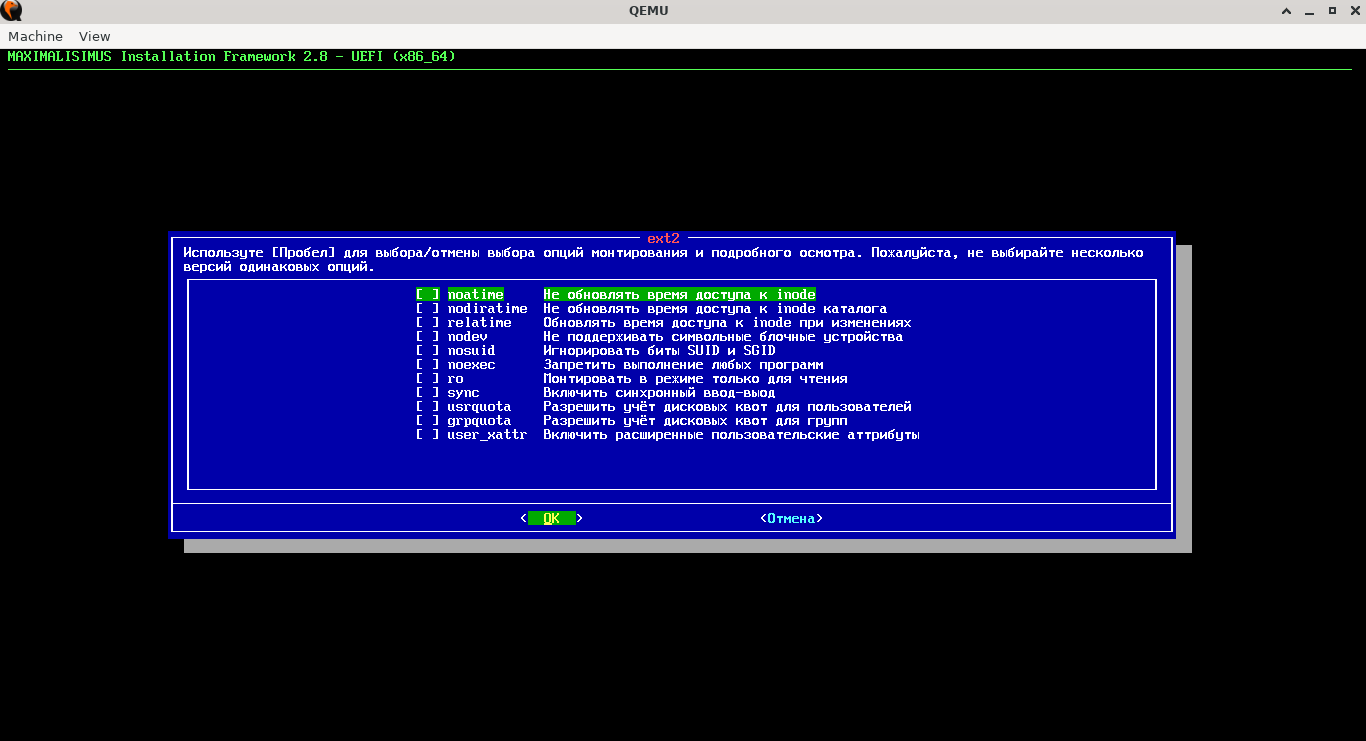 QEMU
Machine View
MAXIMALISIMUS Installation Framework 2.8 - UEFI (x86_64)
ext2
Используте [Пробел] для выбора/отмены выбора опций монтирования и подробного осмотра. Пожалуйста, не выбирайте несколько
версий одинаковых опций.
[ ] noatime Не обновлять время доступа к inode
[ ] nodiratime Не обновлять время доступа к inode каталога
[ ] relatime Обновлять время доступа к inode при изменениях
[ ] nodev Не поддерживать символьные блочные устройства
[ ] nosuid Игнорировать биты SUID и SGID
[ ] noexec Запретить выполнение любых программ
[ ] ro Монтировать в режиме только для чтения
[ ] sync Включить синхронный ввод-выод
[ ] usrquota Разрешить учёт дисковых квот для пользователей
[ ] grpquota Разрешить учёт дисковых квот для групп
[ ] user_xattr Включить расширенные пользовательские аттрибуты
< OK > <Отмена>